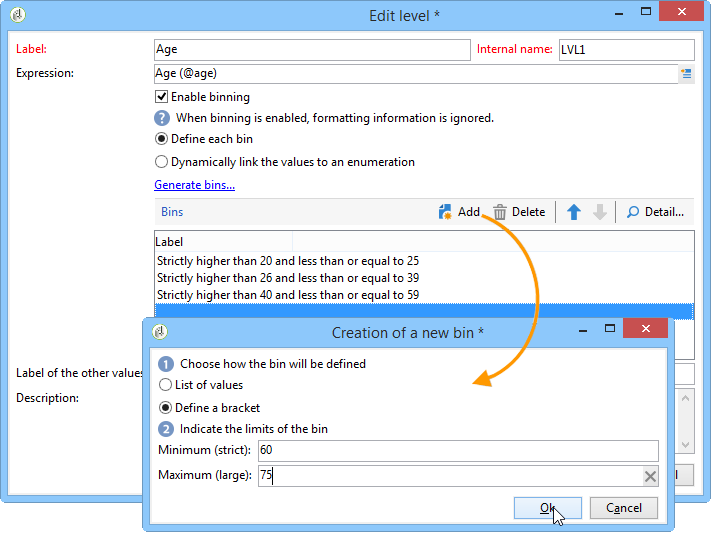 Edit level *
Label: Age Internal name: LVL1
Expression: Age (@age)
Enable binning
? When binning is enabled, formatting information is ignored.
Define each bin
Dynamically link the values to an enumeration
Generate bins...
Bins Add Delete Detail...
Label
Strictly higher than 20 and less than or equal to 25
Strictly higher than 26 and less than or equal to 39
Strictly higher than 40 and less than or equal to 59
Label of the other values
Description:
Creation of a new bin *
1 Choose how the bin will be defined
List of values
Define a bracket
2 Indicate the limits of the bin
Minimum (strict): 60
Maximum (large): 75
Ok Cancel